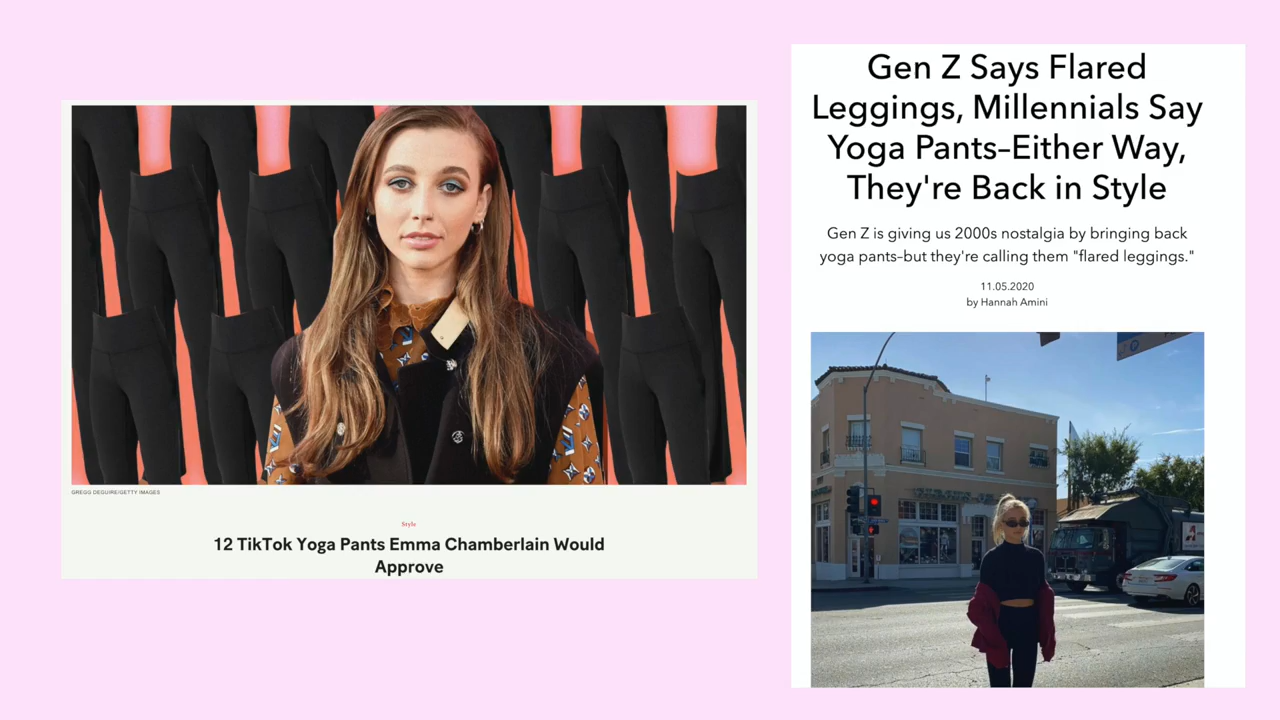 GREGG DEGUIRE/GETTY IMAGES
Style
12 TikTok Yoga Pants Emma Chamberlain Would
Approve
Gen Z Says Flared
Leggings, Millennials Say
Yoga Pants–Either Way,
They're Back in Style
Gen Z is giving us 2000s nostalgia by bringing back
yoga pants–but they're calling them "flared leggings."
11.05.2020
by Hannah Amini